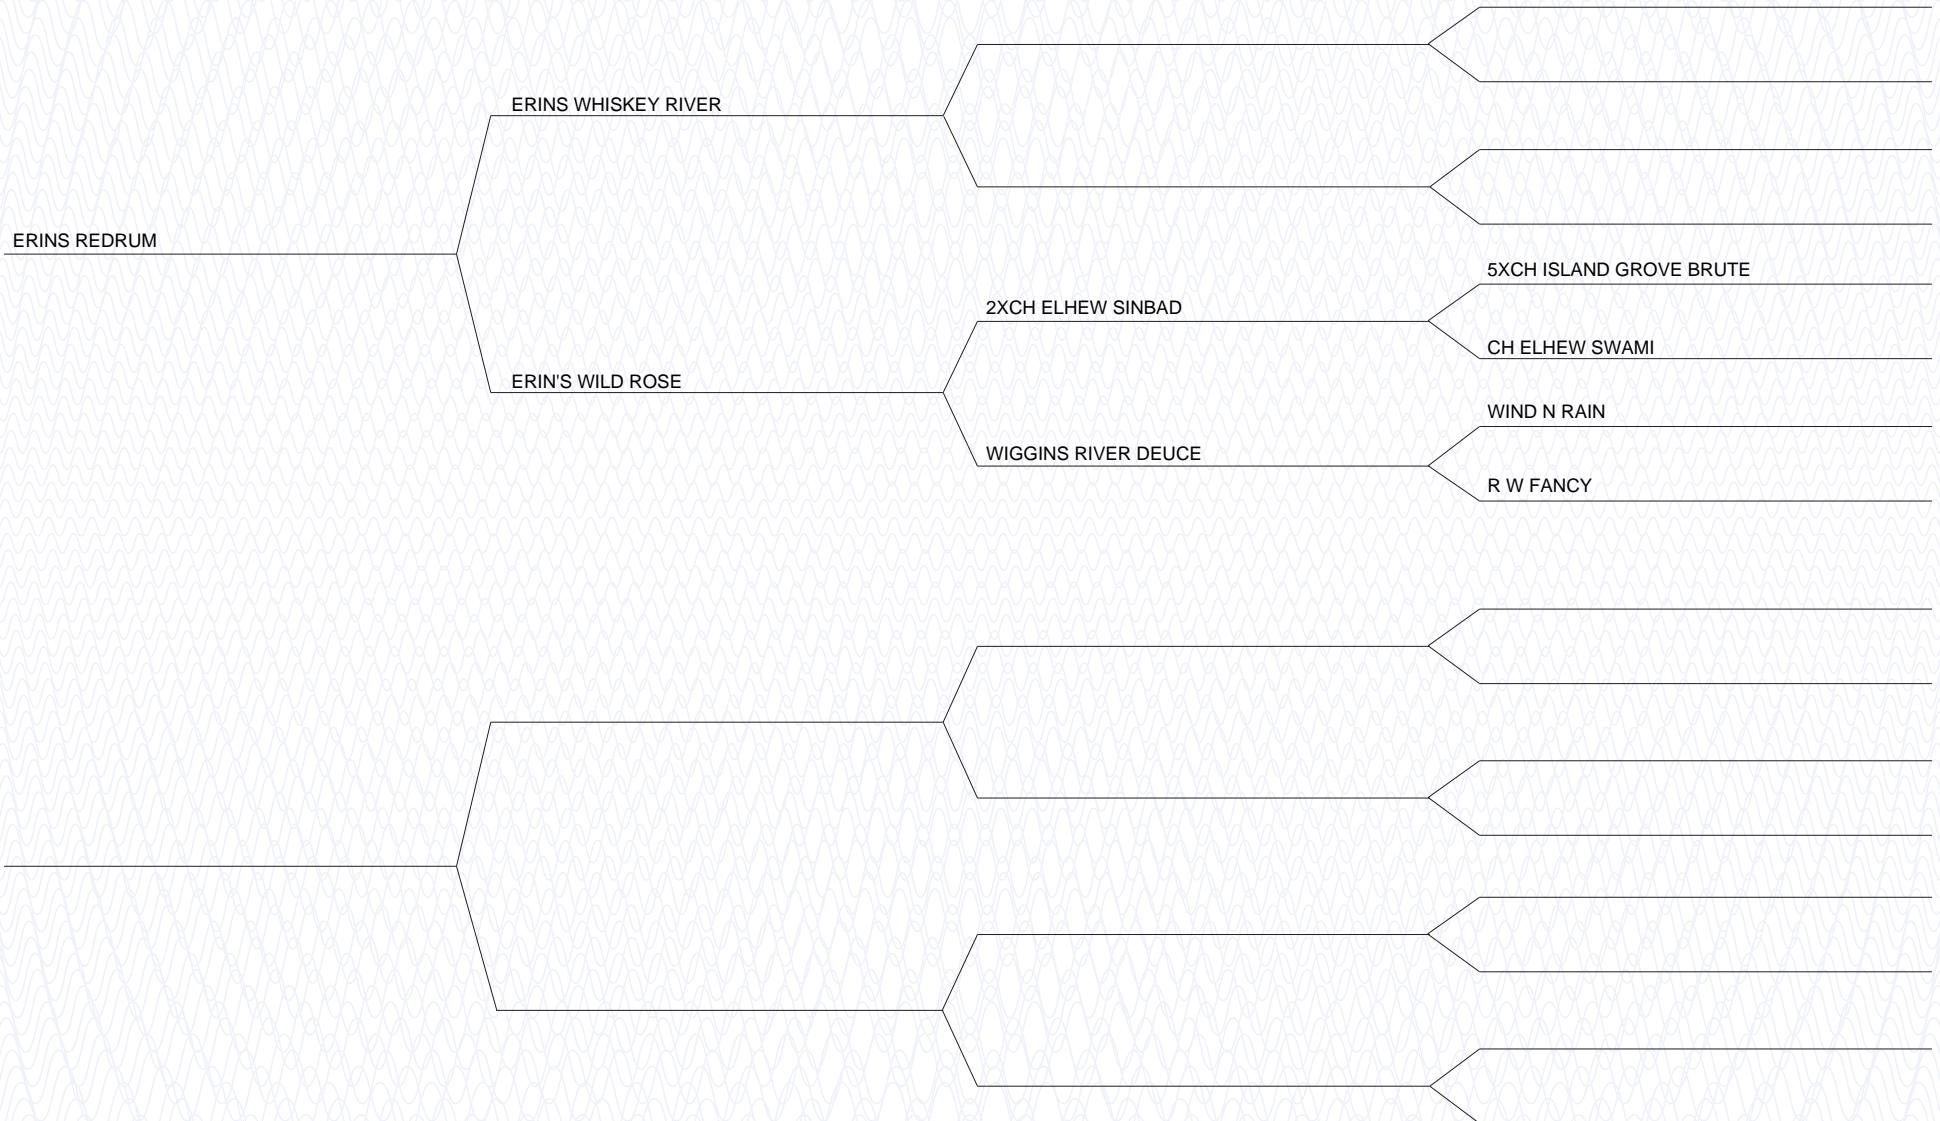 ERINS WHISKEY RIVER
ERINS REDRUM
5XCH ISLAND GROVE BRUTE
2XCH ELHEW SINBAD
CH ELHEW SWAMI
ERIN'S WILD ROSE
WIND N RAIN
WIGGINS RIVER DEUCE
R W FANCY